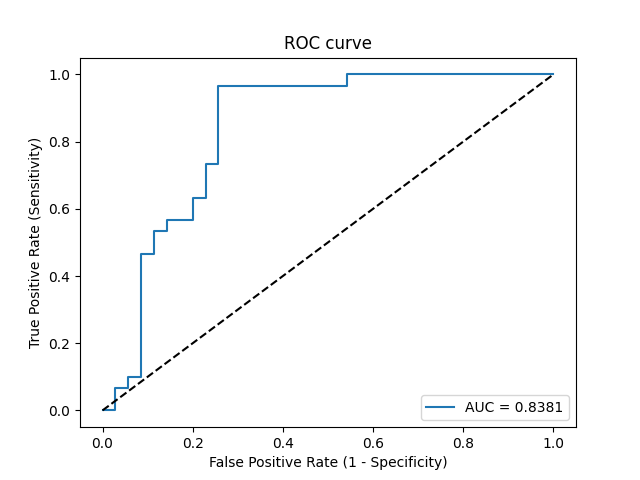 ROC curve
True Positive Rate (Sensitivity)
1.0
0.8
0.6
0.4
0.2
0.0
AUC = 0.8381
0.0 0.2 0.4 0.6 0.8 1.0
False Positive Rate (1 - Specificity)